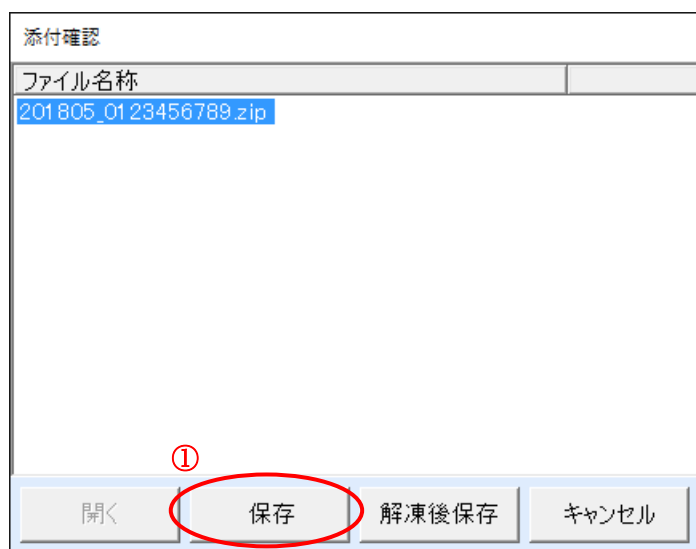 添付確認
ファイル名称
201805_0123456789.zip
①
開く 保存 解凍後保存 キャンセル